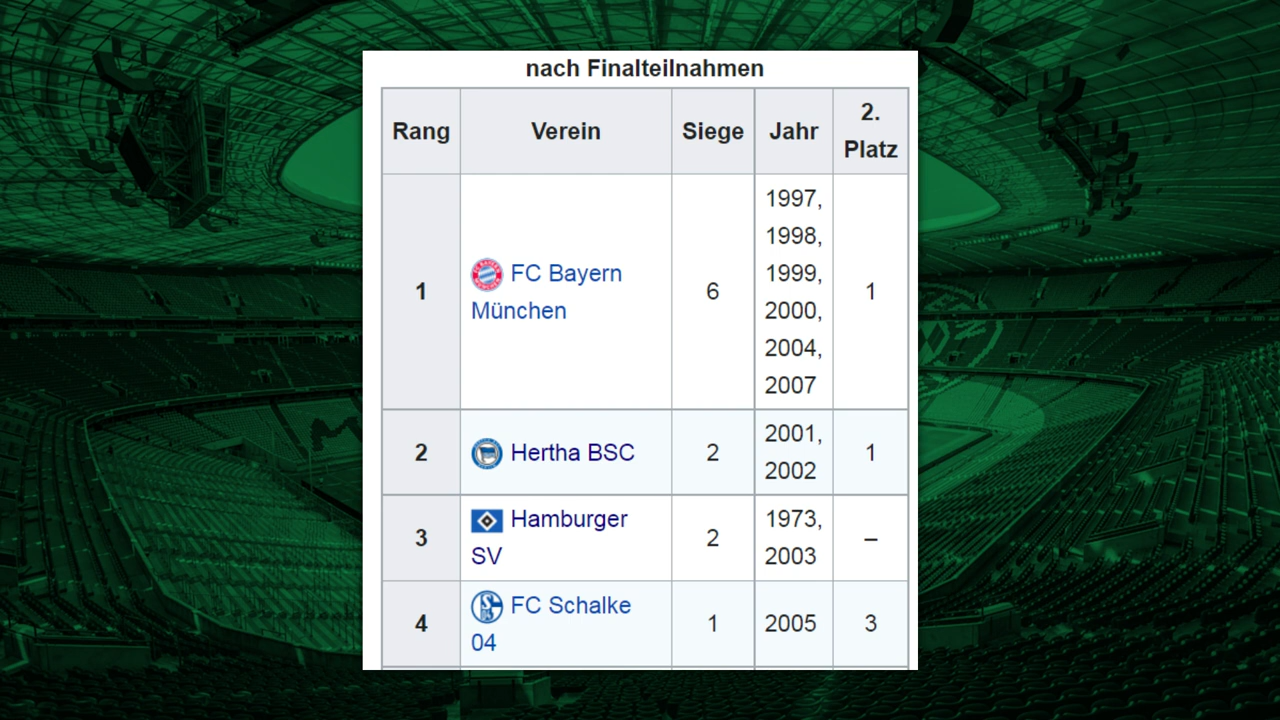 nach Finalteilnahmen
Rang Verein Siege Jahr 2. Platz
1 FC Bayern München 6 1997, 1998, 1999, 2000, 2004, 2007 1
2 Hertha BSC 2 2001, 2002 1
3 Hamburger SV 2 1973, 2003 –
4 FC Schalke 04 1 2005 3